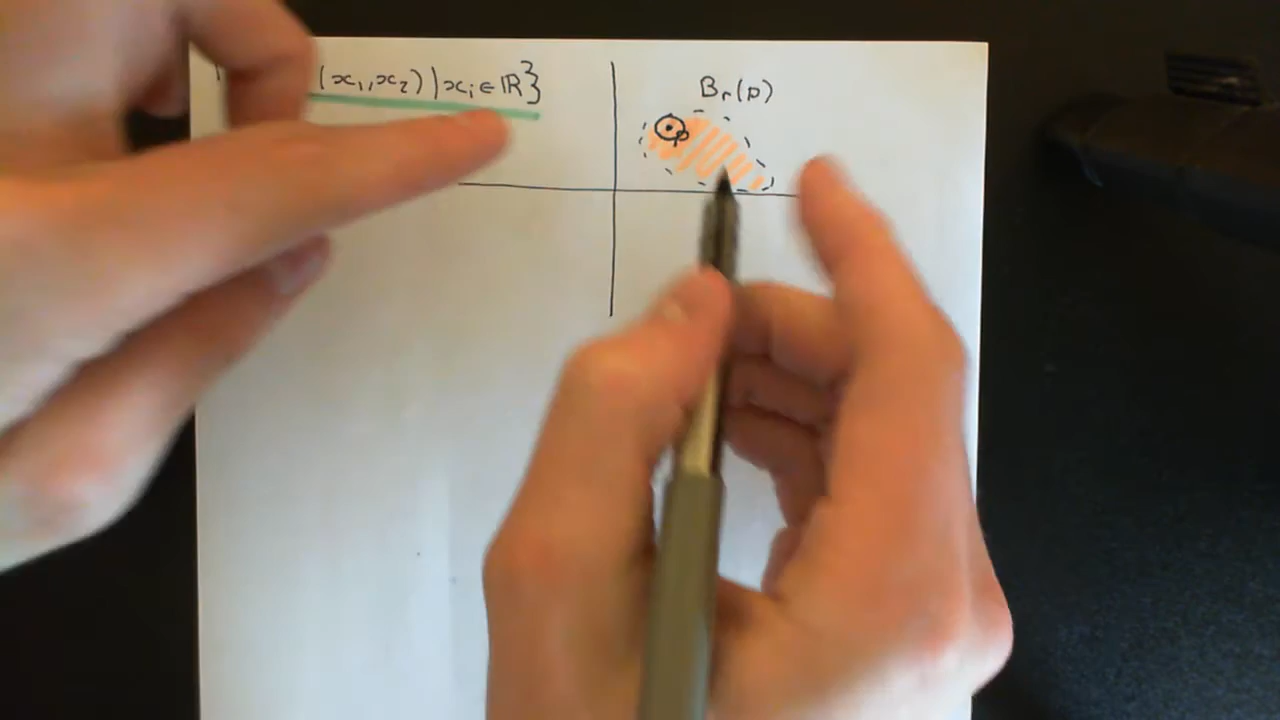 (x₁,x₂) | xᵢ ∈ ℝ}
Bᵣ(p)
p